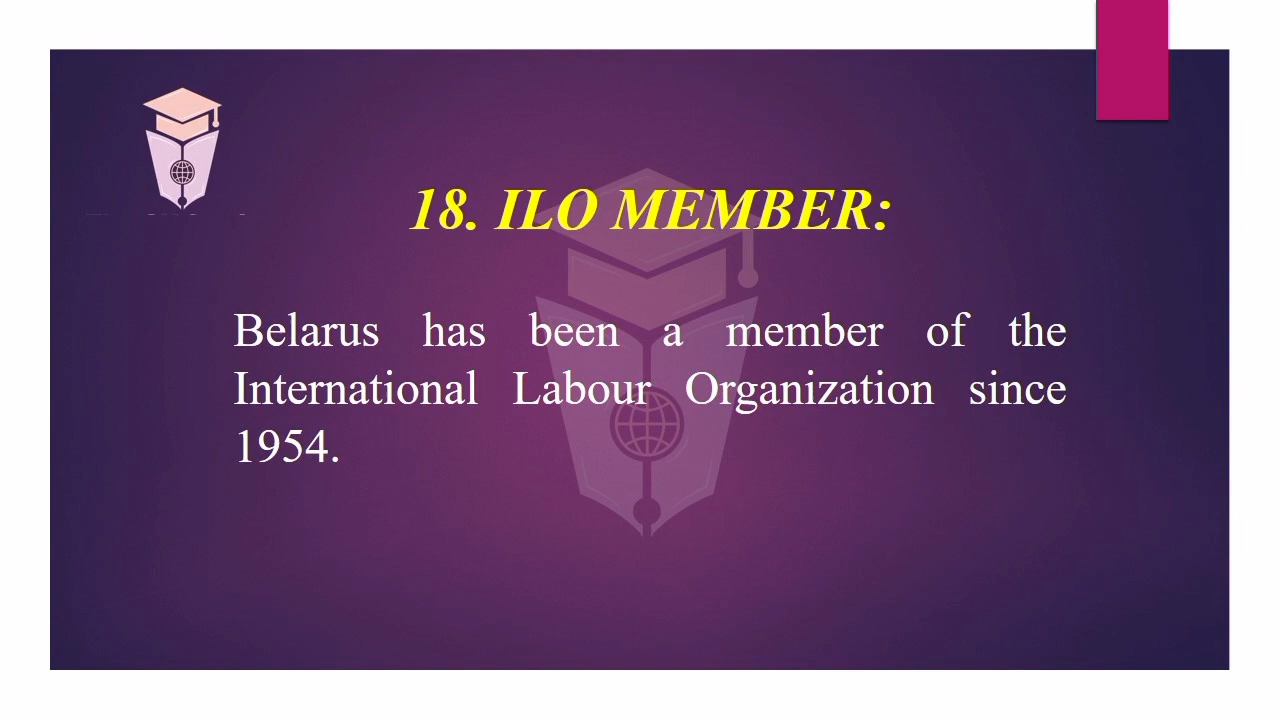 18. ILO MEMBER:
Belarus has been a member of the
International Labour Organization since
1954.